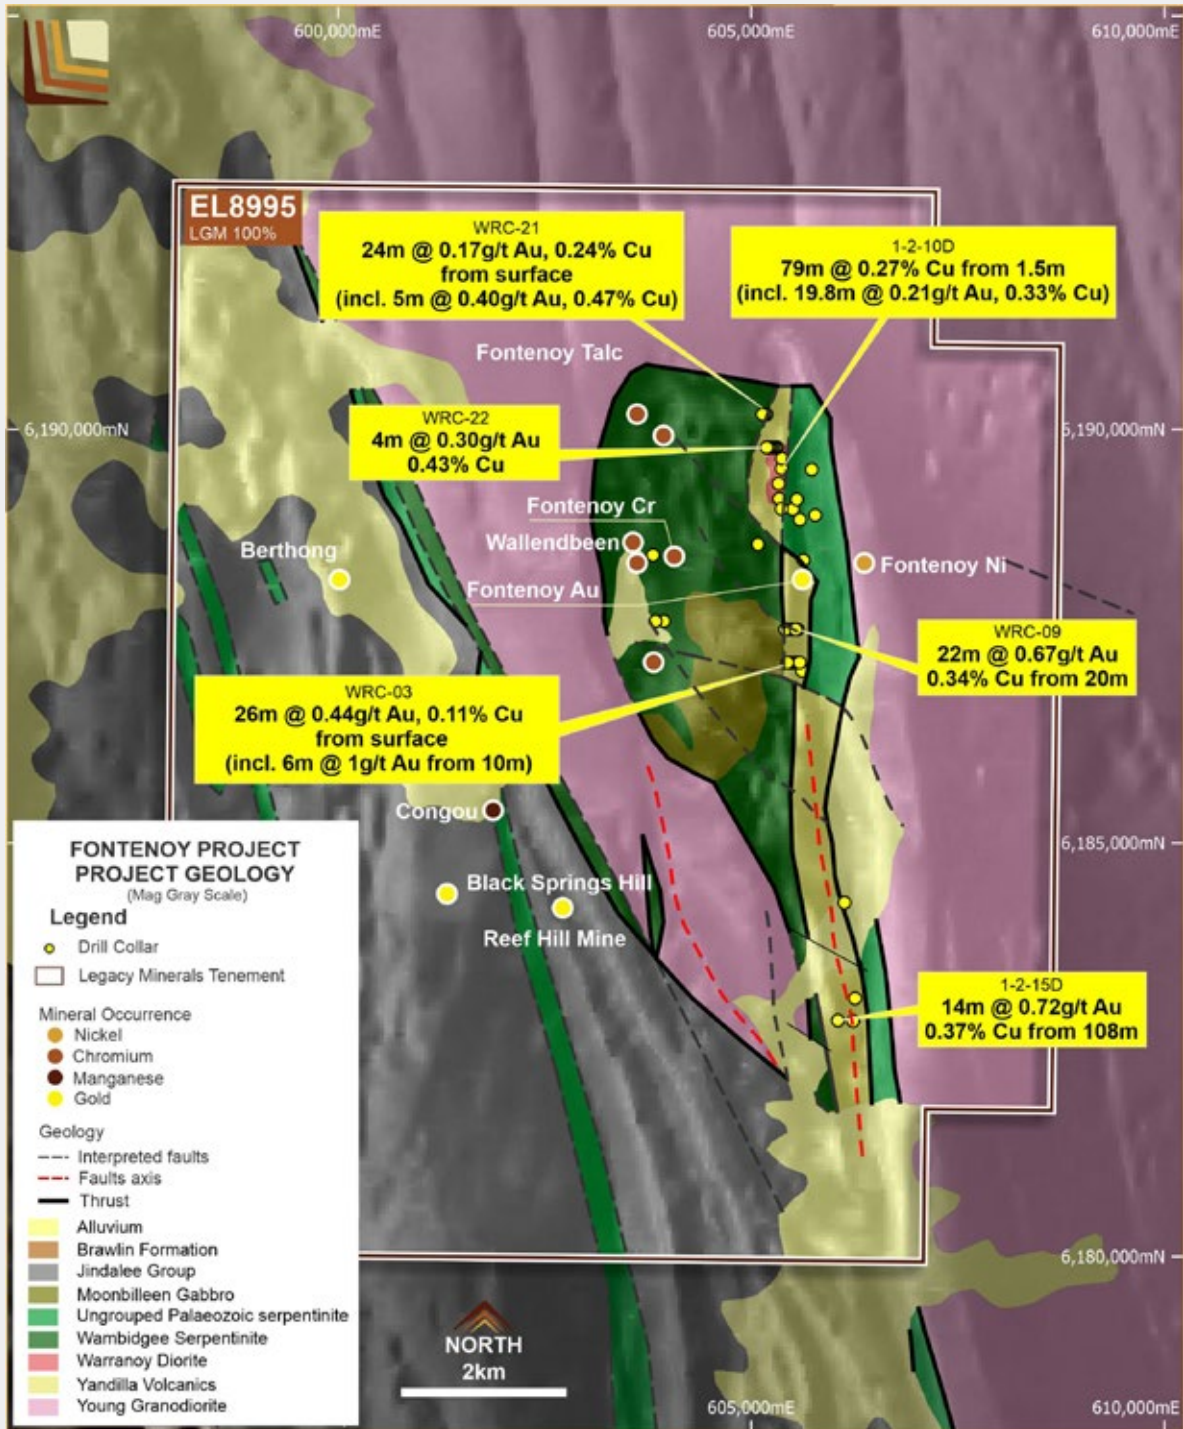 600,000mE
605,000mE
610,000mE
EL8995
LGM 100%
WRC-21
24m @ 0.17g/t Au, 0.24% Cu
from surface
(incl. 5m @ 0.40g/t Au, 0.47% Cu)
1-2-10D
79m @ 0.27% Cu from 1.5m
(incl. 19.8m @ 0.21g/t Au, 0.33% Cu)
Fontenoy Talc
WRC-22
4m @ 0.30g/t Au
0.43% Cu
6,190,000mN
6,190,000mN
Fontenoy Cr
Wallendbeen
Berthong
Fontenoy Au
Fontenoy Ni
WRC-09
22m @ 0.67g/t Au
0.34% Cu from 20m
WRC-03
26m @ 0.44g/t Au, 0.11% Cu
from surface
(incl. 6m @ 1g/t Au from 10m)
Congou
6,185,000mN
Black Springs Hill
Reef Hill Mine
1-2-15D
14m @ 0.72g/t Au
0.37% Cu from 108m
FONTENOY PROJECT
PROJECT GEOLOGY
(Mag Gray Scale)
Legend
Drill Collar
Legacy Minerals Tenement
Mineral Occurrence
Nickel
Chromium
Manganese
Gold
Geology
Interpreted faults
Faults axis
Thrust
Alluvium
Brawlin Formation
Jindalee Group
Moonbilleen Gabbro
Ungrouped Palaeozoic serpentinite
Wambidgee Serpentinite
Warranoy Diorite
Yandilla Volcanics
Young Granodiorite
6,180,000mN
NORTH
2km
605,000mE
610,000mE